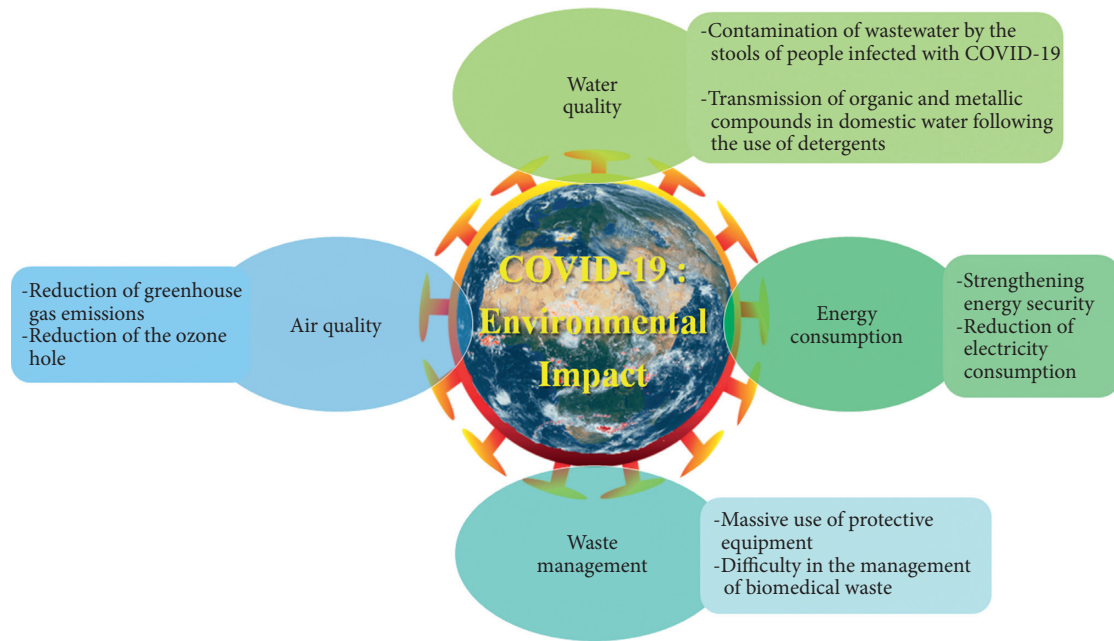 Water
quality
-Contamination of wastewater by the
stools of people infected with COVID-19
-Transmission of organic and metallic
compounds in domestic water following
the use of detergents
-Reduction of greenhouse
gas emissions
-Reduction of the ozone
hole
Air quality
COVID-19 :
Environmental
Impact
Energy
consumption
-Strengthening
energy security
-Reduction of
electricity
consumption
Waste
management
-Massive use of protective
equipment
-Difficulty in the management
of biomedical waste